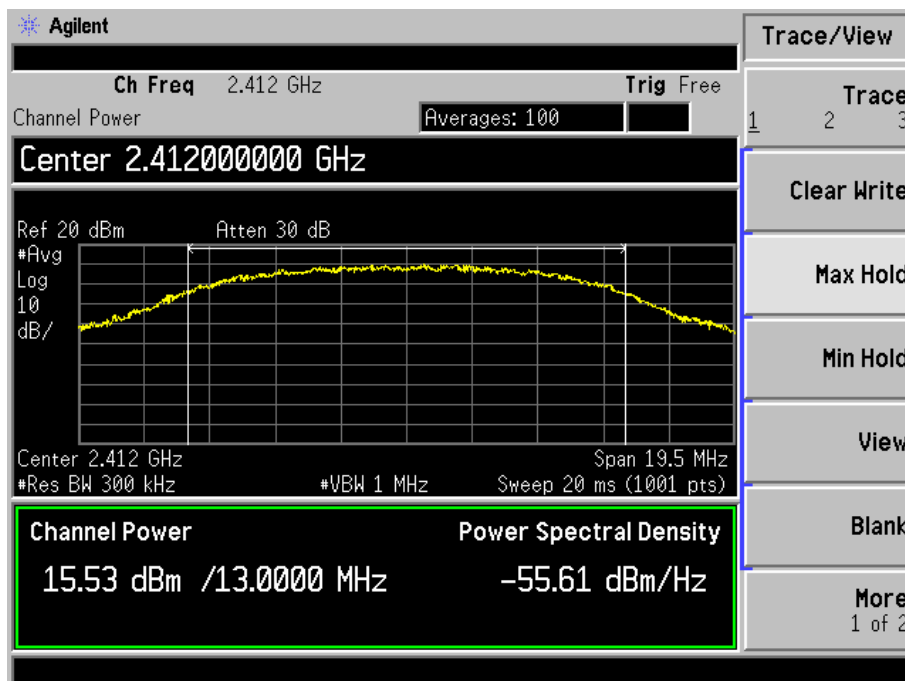 Agilent
Trace/View
Ch Freq 2.412 GHz Trig Free
Channel Power Averages: 100
Center 2.412000000 GHz
Ref 20 dBm Atten 30 dB
#Avg
Log
10
dB/
Center 2.412 GHz Span 19.5 MHz
#Res BW 300 kHz #VBW 1 MHz Sweep 20 ms (1001 pts)
Channel Power Power Spectral Density
15.53 dBm /13.0000 MHz -55.61 dBm/Hz
Trace
1 2 3
Clear Write
Max Hold
Min Hold
View
Blank
More
1 of 2